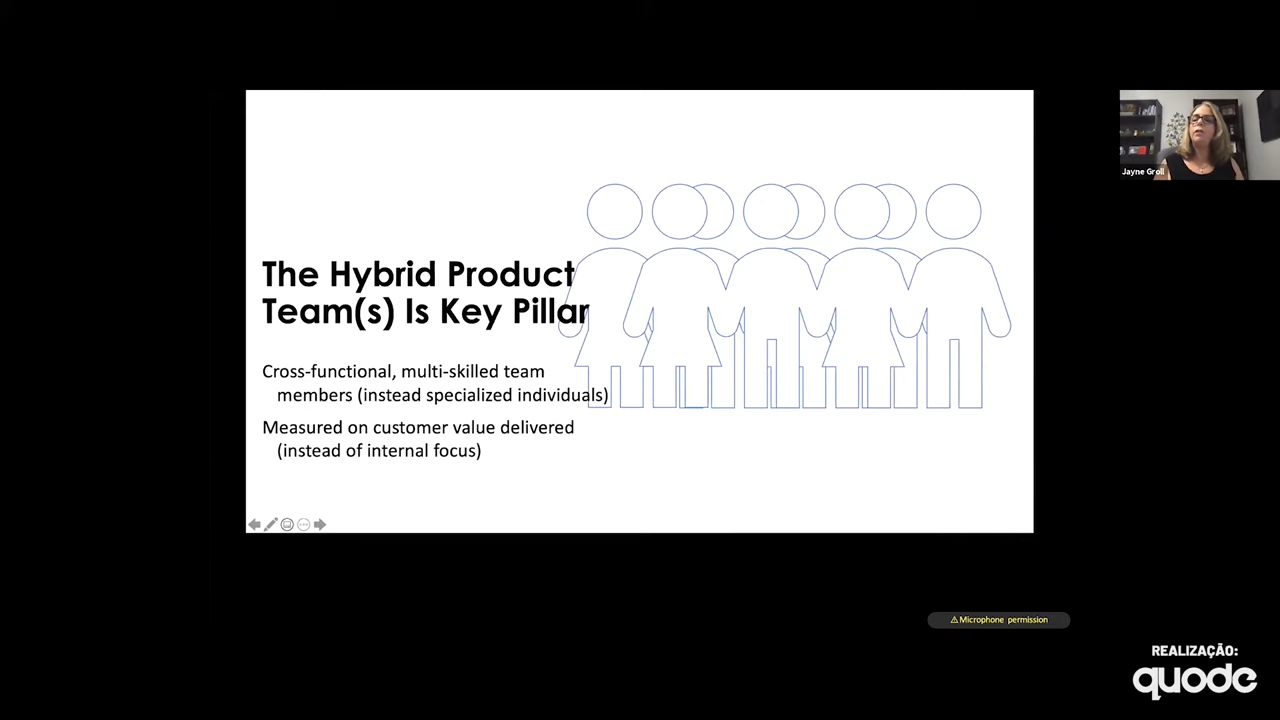 Jayne Groll
The Hybrid Product
Team(s) Is Key Pillar
Cross-functional, multi-skilled team
members (instead specialized individuals)
Measured on customer value delivered
(instead of internal focus)
⚠Microphone permission
REALIZAÇÃO:
quode